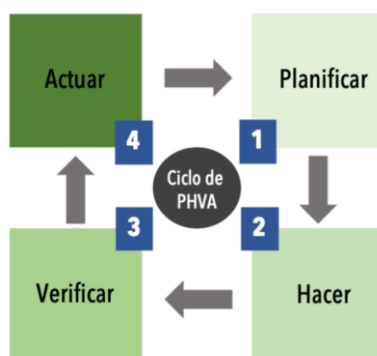 Actuar
Planificar
4
1
Ciclo de
PHVA
3
2
Verificar
Hacer